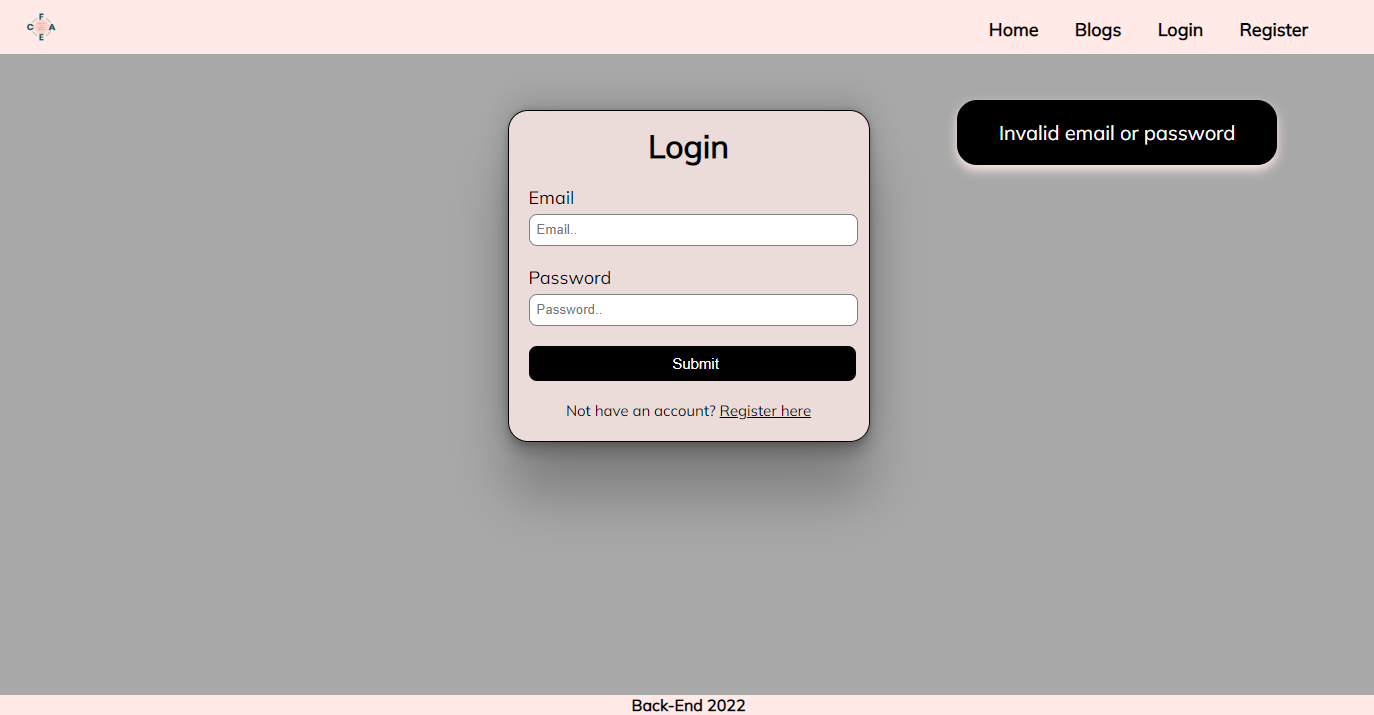 F
C A
E
Home Blogs Login Register
Invalid email or password
Login
Email
Email..
Password
Password..
Submit
Not have an account? Register here
Back-End 2022